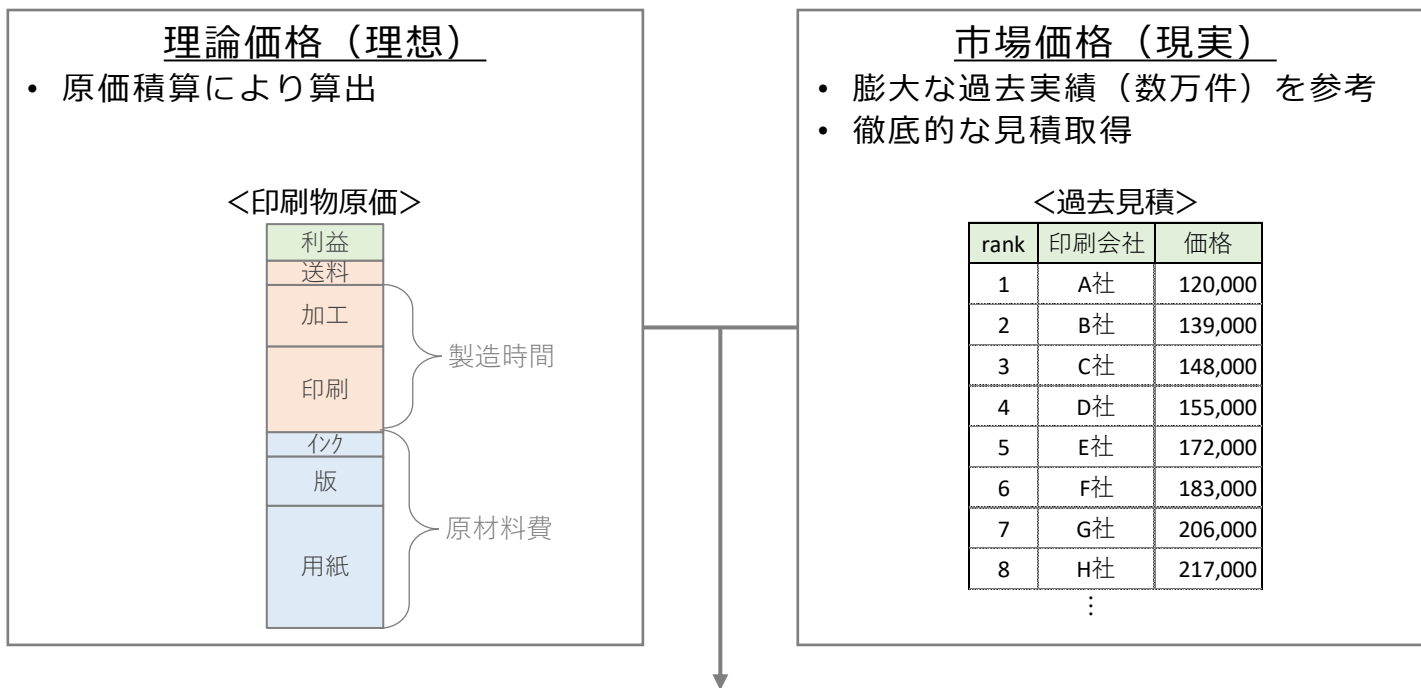 理論価格（理想）
• 原価積算により算出
＜印刷物原価＞
利益
送料
加工
印刷
製造時間
ｲﾝｸ
版
用紙
原材料費
市場価格（現実）
• 膨大な過去実績（数万件）を参考
• 徹底的な見積取得
＜過去見積＞
rank 印刷会社 価格
1 A社 120,000
2 B社 139,000
3 C社 148,000
4 D社 155,000
5 E社 172,000
6 F社 183,000
7 G社 206,000
8 H社 217,000
⋮